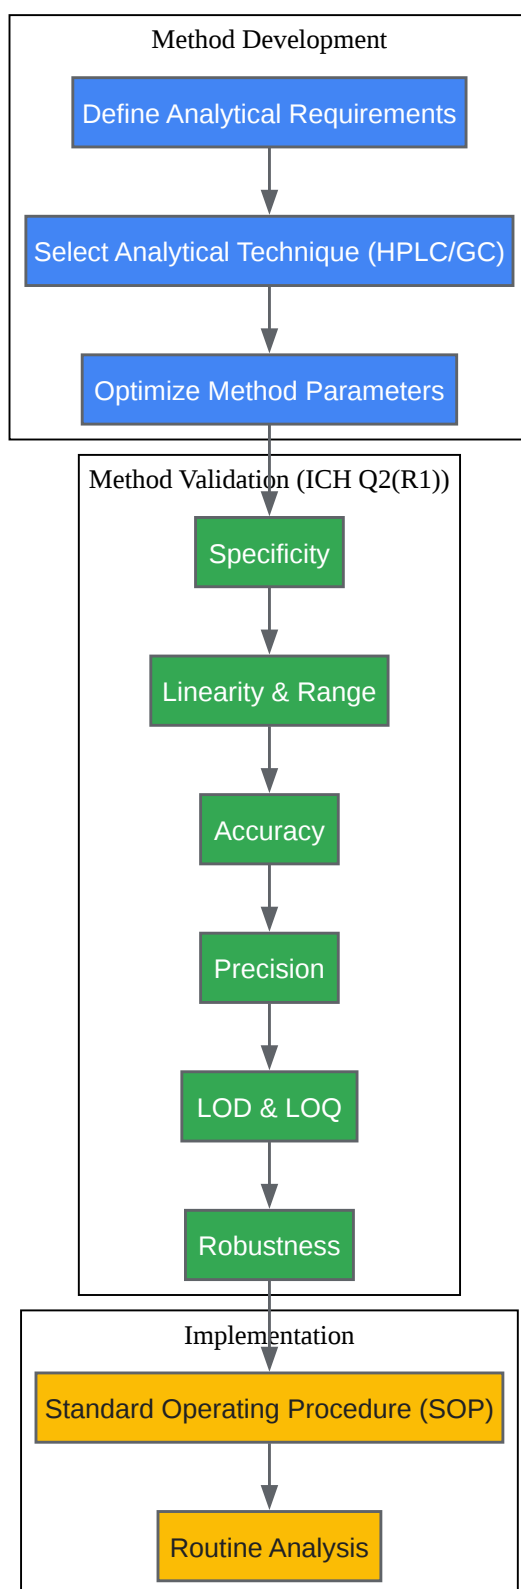 Method Development
Define Analytical Requirements
Select Analytical Technique (HPLC/GC)
Optimize Method Parameters
Method Validation (ICH Q2(R1))
Specificity
Linearity & Range
Accuracy
Precision
LOD & LOQ
Robustness
Implementation
Standard Operating Procedure (SOP)
Routine Analysis